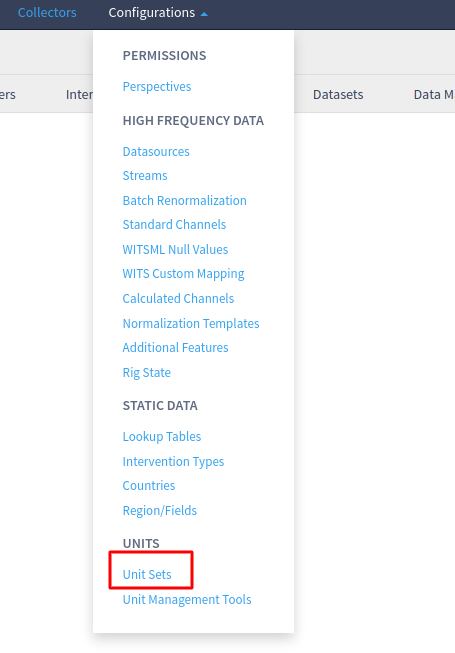 Collectors Configurations
PERMISSIONS
Perspectives
ers Inter Datasets Data M
HIGH FREQUENCY DATA
Datasources
Streams
Batch Renormalization
Standard Channels
WITSML Null Values
WITS Custom Mapping
Calculated Channels
Normalization Templates
Additional Features
Rig State
STATIC DATA
Lookup Tables
Intervention Types
Countries
Region/Fields
UNITS
Unit Sets
Unit Management Tools